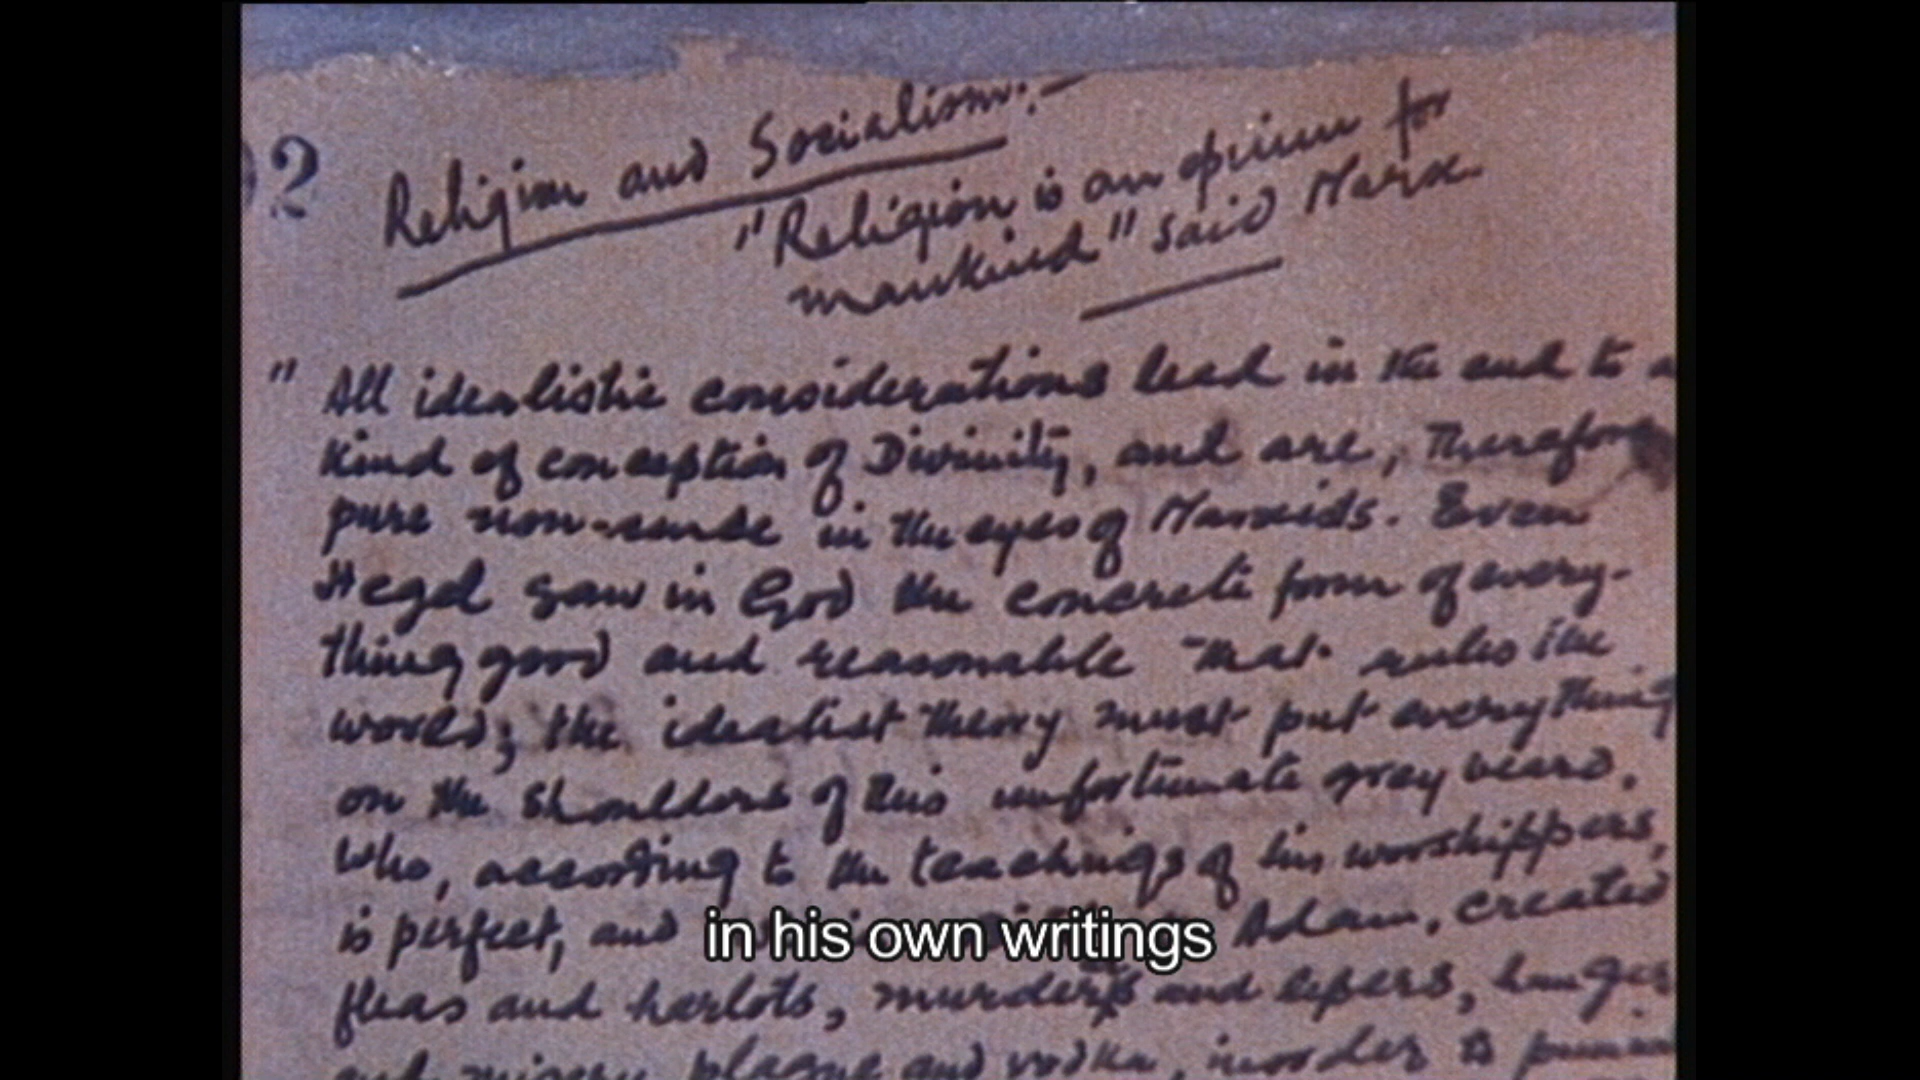 2
Religion and Socialism:-
"Religion is an opium for
mankind" said Marx
" All idealistic considerations lead in the end to a
kind of conception of Divinity, and are, therefore
pure non-sense in the eyes of Marxists. Even
Hegel saw in God the concrete form of every-
thing good and reasonable that rules the
world; the idealist theory must put everything
on the shoulders of this unfortunate gray beard,
who, according to the teachings of his worshippers,
is perfect, and Adam, created
in his own writings
fleas and harlots, murders and lepers, hunger
and misery, plague and vodka, in order to